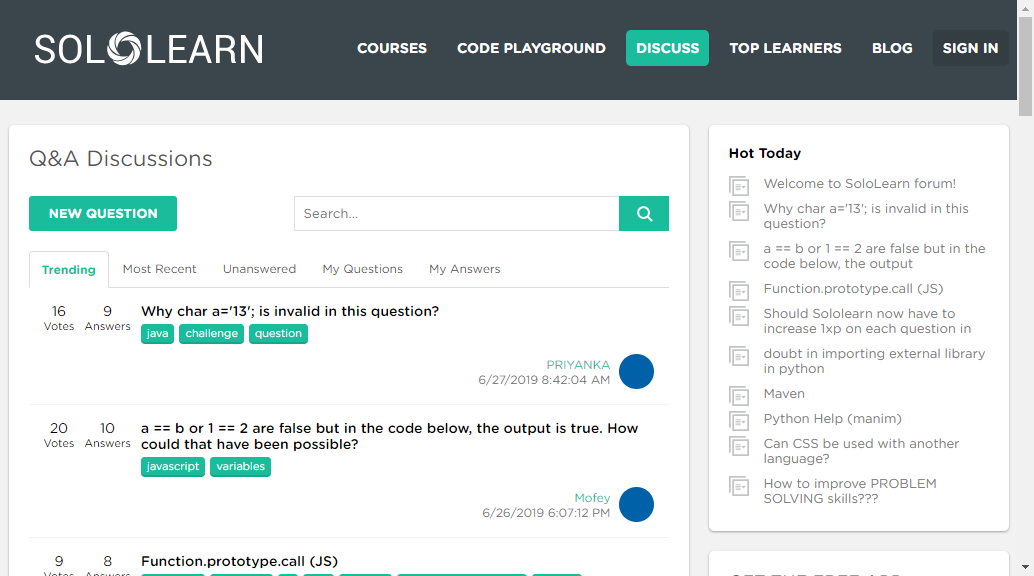 SOLOLEARN
COURSES
CODE PLAYGROUND
DISCUSS
TOP LEARNERS
BLOG
SIGN IN
Q&A Discussions
NEW QUESTION
Search...
Trending
Most Recent
Unanswered
My Questions
My Answers
16
Votes
9
Answers
Why char a='13'; is invalid in this question?
java
challenge
question
PRIYANKA
6/27/2019 8:42:04 AM
20
Votes
10
Answers
a == b or 1 == 2 are false but in the code below, the output is true. How
could that have been possible?
javascript
variables
Mofey
6/26/2019 6:07:12 PM
9
Votes
8
Answers
Function.prototype.call (JS)
Hot Today
Welcome to SoloLearn forum!
Why char a='13'; is invalid in this
question?
a == b or 1 == 2 are false but in the
code below, the output
Function.prototype.call (JS)
Should Sololearn now have to
increase 1xp on each question in
doubt in importing external library
in python
Maven
Python Help (manim)
Can CSS be used with another
language?
How to improve PROBLEM
SOLVING skills???